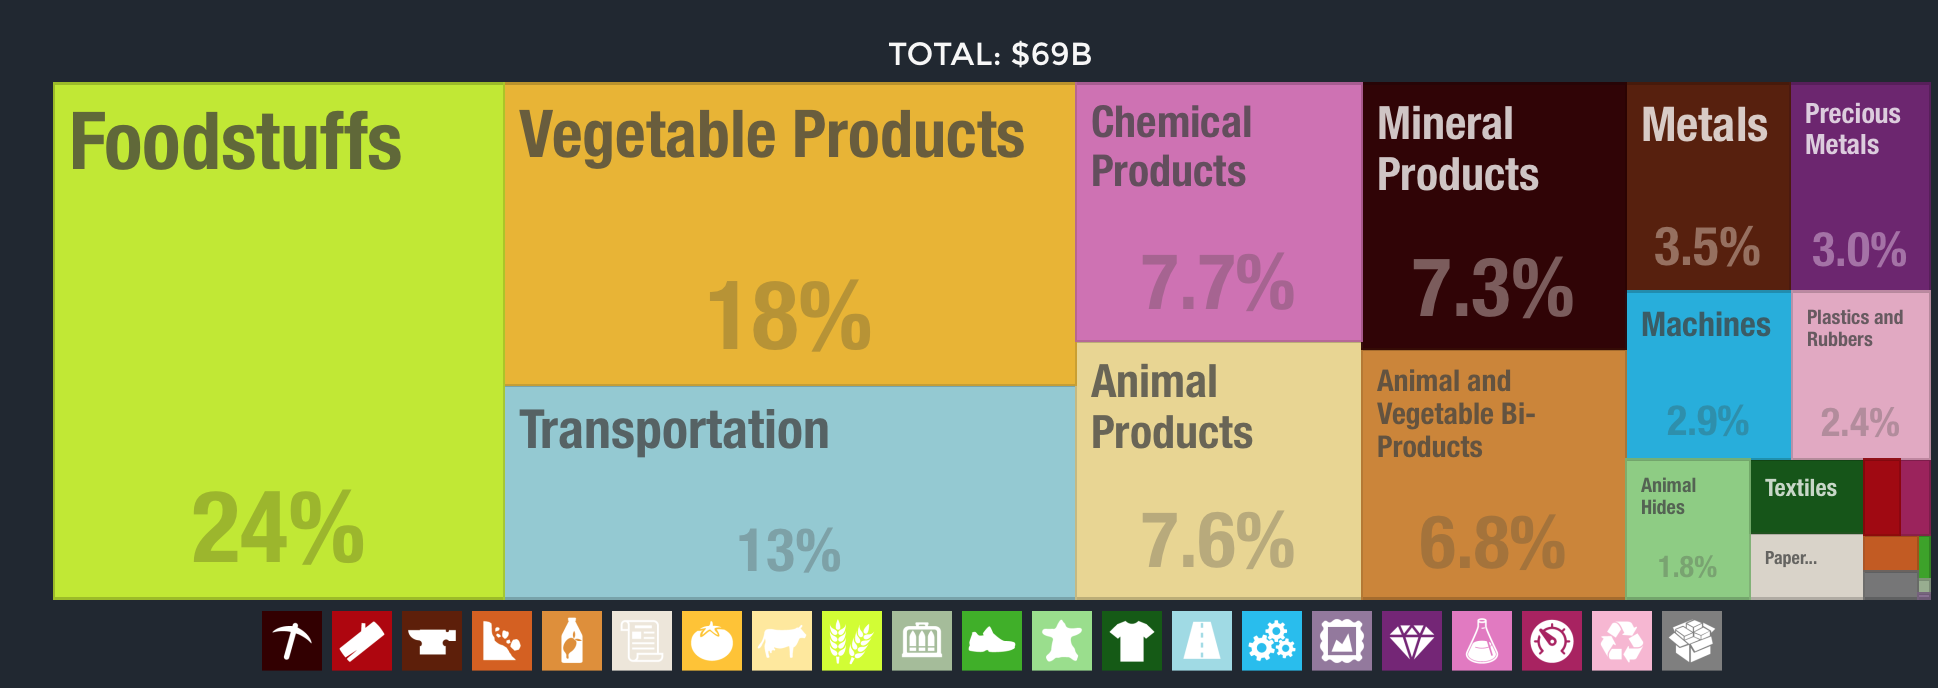 TOTAL: $69B
Foodstuffs
24%
Vegetable Products
18%
Transportation
13%
Chemical
Products
7.7%
Animal
Products
7.6%
Mineral
Products
7.3%
Animal and
Vegetable Bi-
Products
6.8%
Metals
3.5%
Precious
Metals
3.0%
Machines
2.9%
Plastics and
Rubbers
2.4%
Animal
Hides
1.8%
Textiles
Paper...